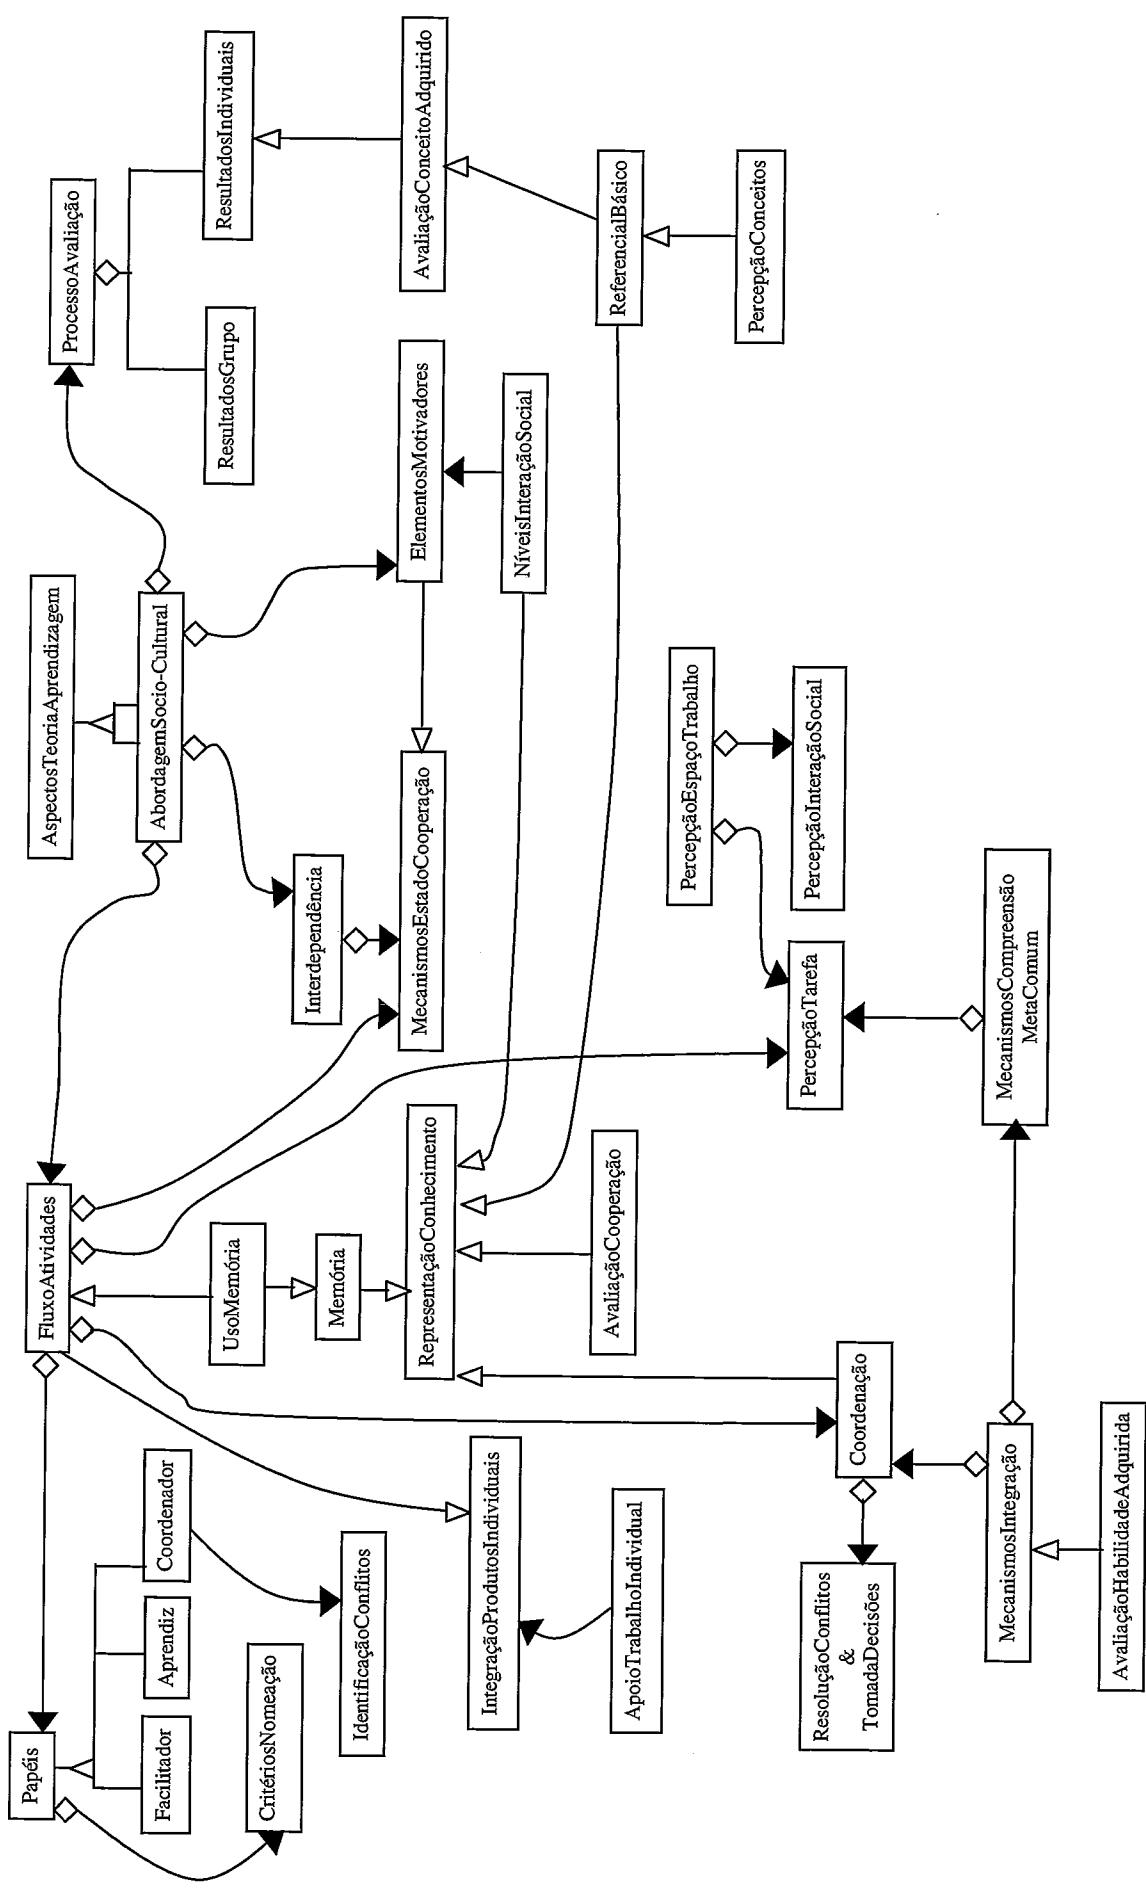 Papéis
Facilitador
Aprendiz
Coordenador
CritériosNomeação
IdentificaçãoConflitos
IntegraçãoProdutosIndividuais
ApoioTrabalhoIndividual
FluxoAtividades
UsoMemória
Memória
RepresentaçãoConhecimento
AvaliaçãoCooperação
Coordenação
ResoluçãoConflitos
&
TomadaDecisões
MecanismosIntegração
AvaliaçãoHabilidadeAdquirida
AspectosTeoriaAprendizagem
AbordagemSocio-Cultural
Interdependência
MecanismosEstadoCooperação
ElementosMotivadores
NíveisInteraçãoSocial
PercepçãoEspaçoTrabalho
PercepçãoTarefa
PercepçãoInteraçãoSocial
MecanismosCompreensão
MetaComum
ProcessoAvaliação
ResultadosGrupo
ResultadosIndividuais
AvaliaçãoConceitoAdquirido
ReferencialBásico
PercepçãoConceitos